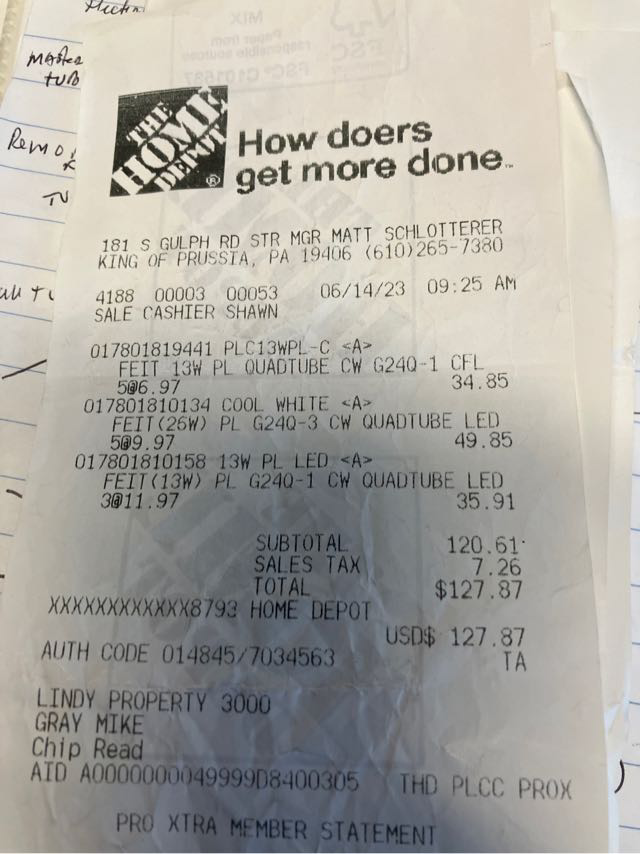 Master
tub
Remo
TV
THE
HOME
DEPOT
®
How doers
get more done™
181 S GULPH RD STR MGR MATT SCHLOTTERER
KING OF PRUSSIA, PA 19406 (610)265-7380
4188 00003 00053 06/14/23 09:25 AM
SALE CASHIER SHAWN
017801819441 PLC13WPL-C <A>
FEIT 13W PL QUADTUBE CW G24Q-1 CFL
5@6.97 34.85
017801810134 COOL WHITE <A>
FEIT(26W) PL G24Q-3 CW QUADTUBE LED
5@9.97 49.85
017801810158 13W PL LED <A>
FEIT(13W) PL G24Q-1 CW QUADTUBE LED
3@11.97 35.91
SUBTOTAL 120.61
SALES TAX 7.26
TOTAL $127.87
XXXXXXXXXXXX8793 HOME DEPOT
USD$ 127.87
AUTH CODE 014845/7034563 TA
LINDY PROPERTY 3000
GRAY MIKE
Chip Read
AID A0000000049999D8400305 THD PLCC PROX
PRO XTRA MEMBER STATEMENT